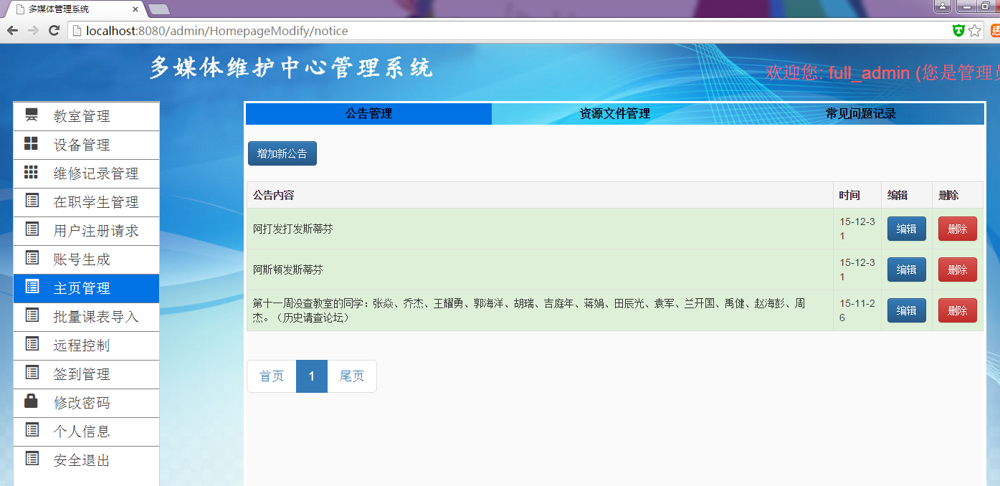 多媒体管理系统
localhost:8080/admin/HomepageModify/notice
多媒体维护中心管理系统
欢迎您: full_admin (您是管理员
教室管理
设备管理
维修记录管理
在职学生管理
用户注册请求
账号生成
主页管理
批量课表导入
远程控制
签到管理
修改密码
个人信息
安全退出
公告管理 资源文件管理 常见问题记录
增加新公告
公告内容 时间 编辑 删除
阿打发打发斯蒂芬 15-12-3
1 编辑 删除
阿斯顿发斯蒂芬 15-12-3
1 编辑 删除
第十一周没查教室的同学：张焱、乔杰、王耀勇、郭海洋、胡瑞、吉庭年、蒋娟、田辰光、袁军、兰开国、禹健、赵海彭、周 15-11-2
杰。（历史请查论坛） 6 编辑 删除
首页 1 尾页